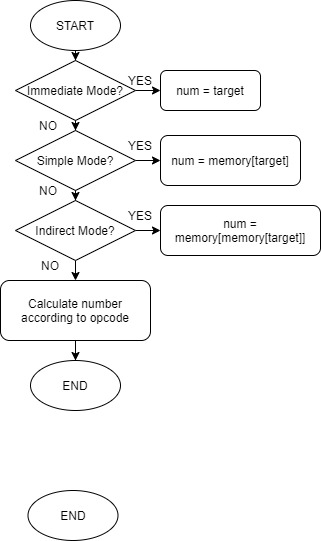 START
Immediate Mode?
YES
num = target
NO
Simple Mode?
YES
num = memory[target]
NO
Indirect Mode?
YES
num =
memory[memory[target]]
NO
Calculate number
according to opcode
END
END